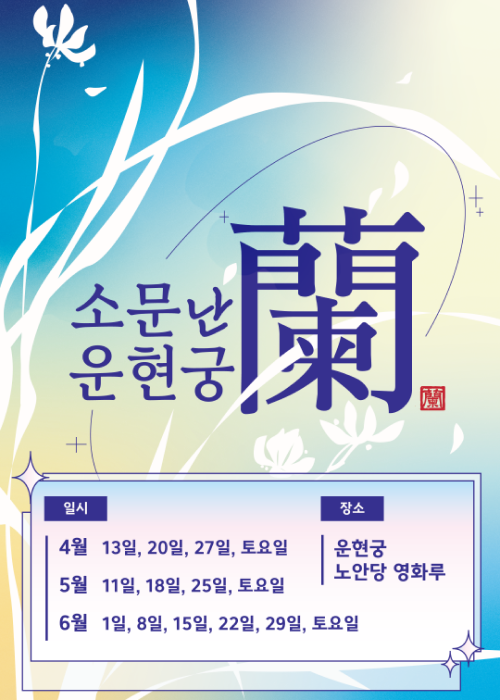 소문난
운현궁
蘭
蘭
일시
4월 13일, 20일, 27일, 토요일
5월 11일, 18일, 25일, 토요일
6월 1일, 8일, 15일, 22일, 29일, 토요일
장소
운현궁
노안당 영화루